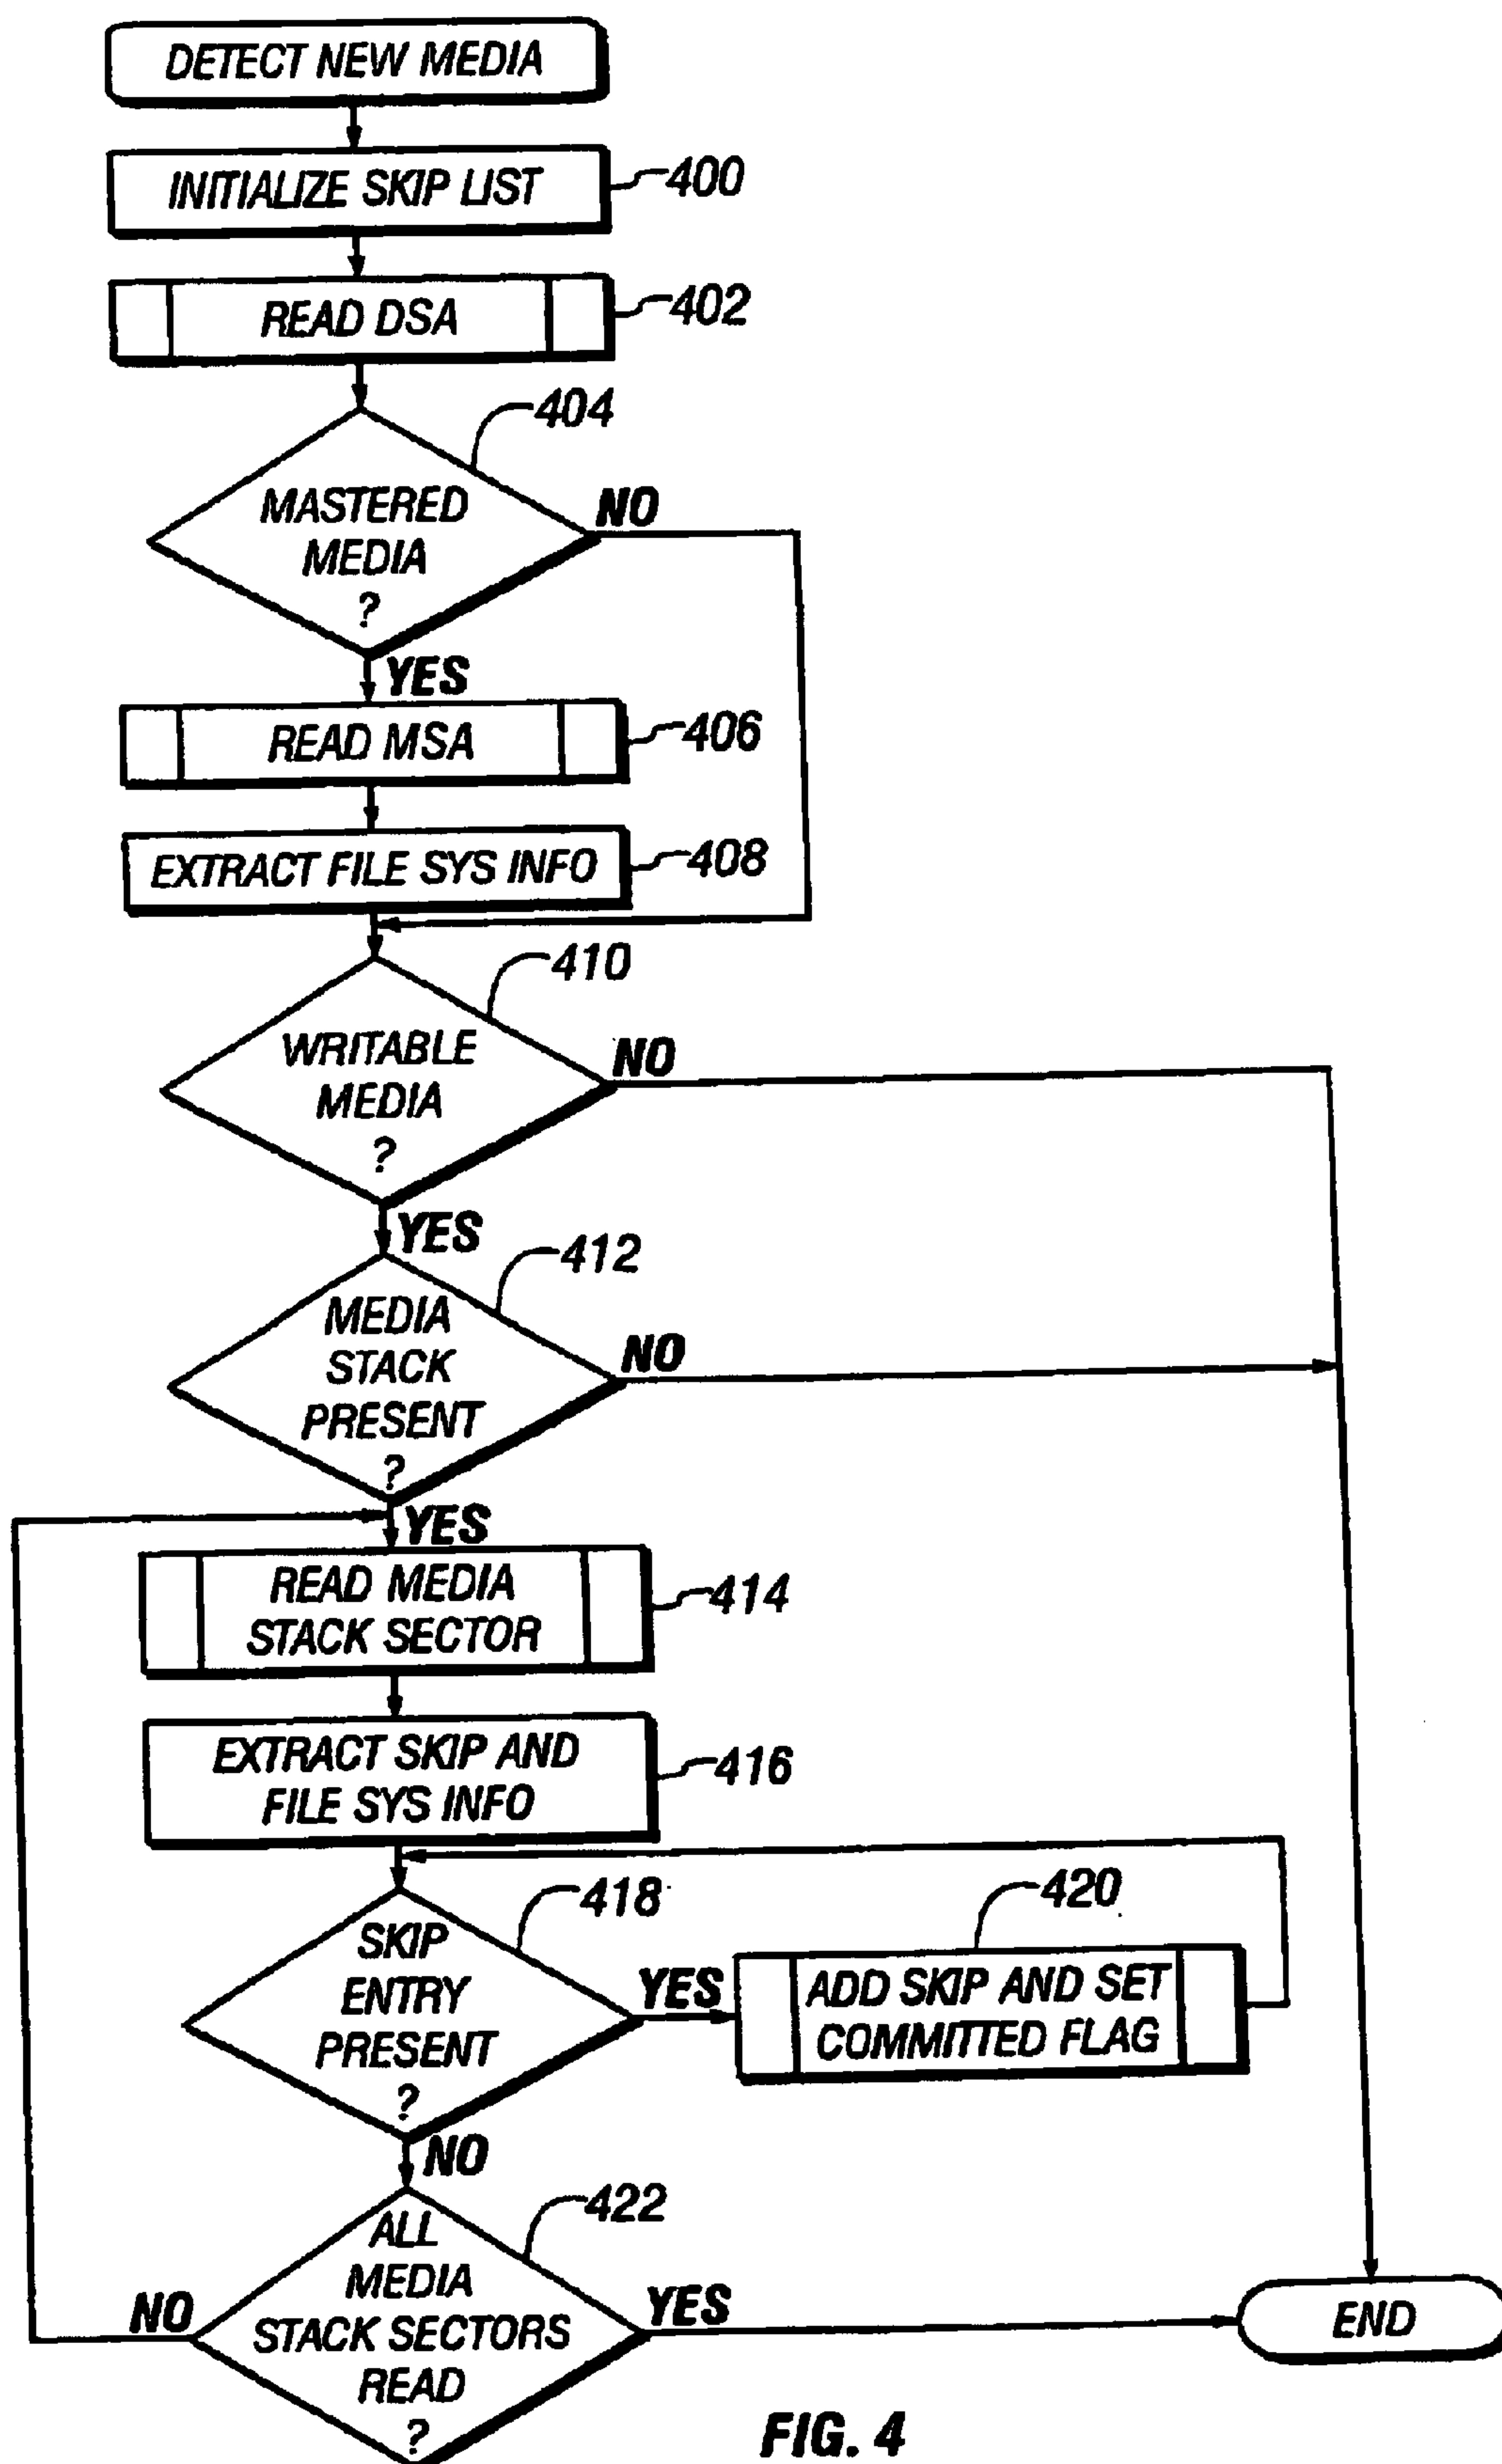 DETECT NEW MEDIA
INITIALIZE SKIP LIST
400
READ DSA
402
404
MASTERED
MEDIA
?
NO
YES
READ MSA
406
EXTRACT FILE SYS INFO
408
410
WRITABLE
MEDIA
?
NO
YES
412
MEDIA
STACK
PRESENT
?
NO
YES
READ MEDIA
STACK SECTOR
414
EXTRACT SKIP AND
FILE SYS INFO
416
418
SKIP
ENTRY
PRESENT
?
YES
420
ADD SKIP AND SET
COMMITTED FLAG
NO
422
ALL
MEDIA
STACK SECTORS
READ
?
NO
YES
END
FIG. 4